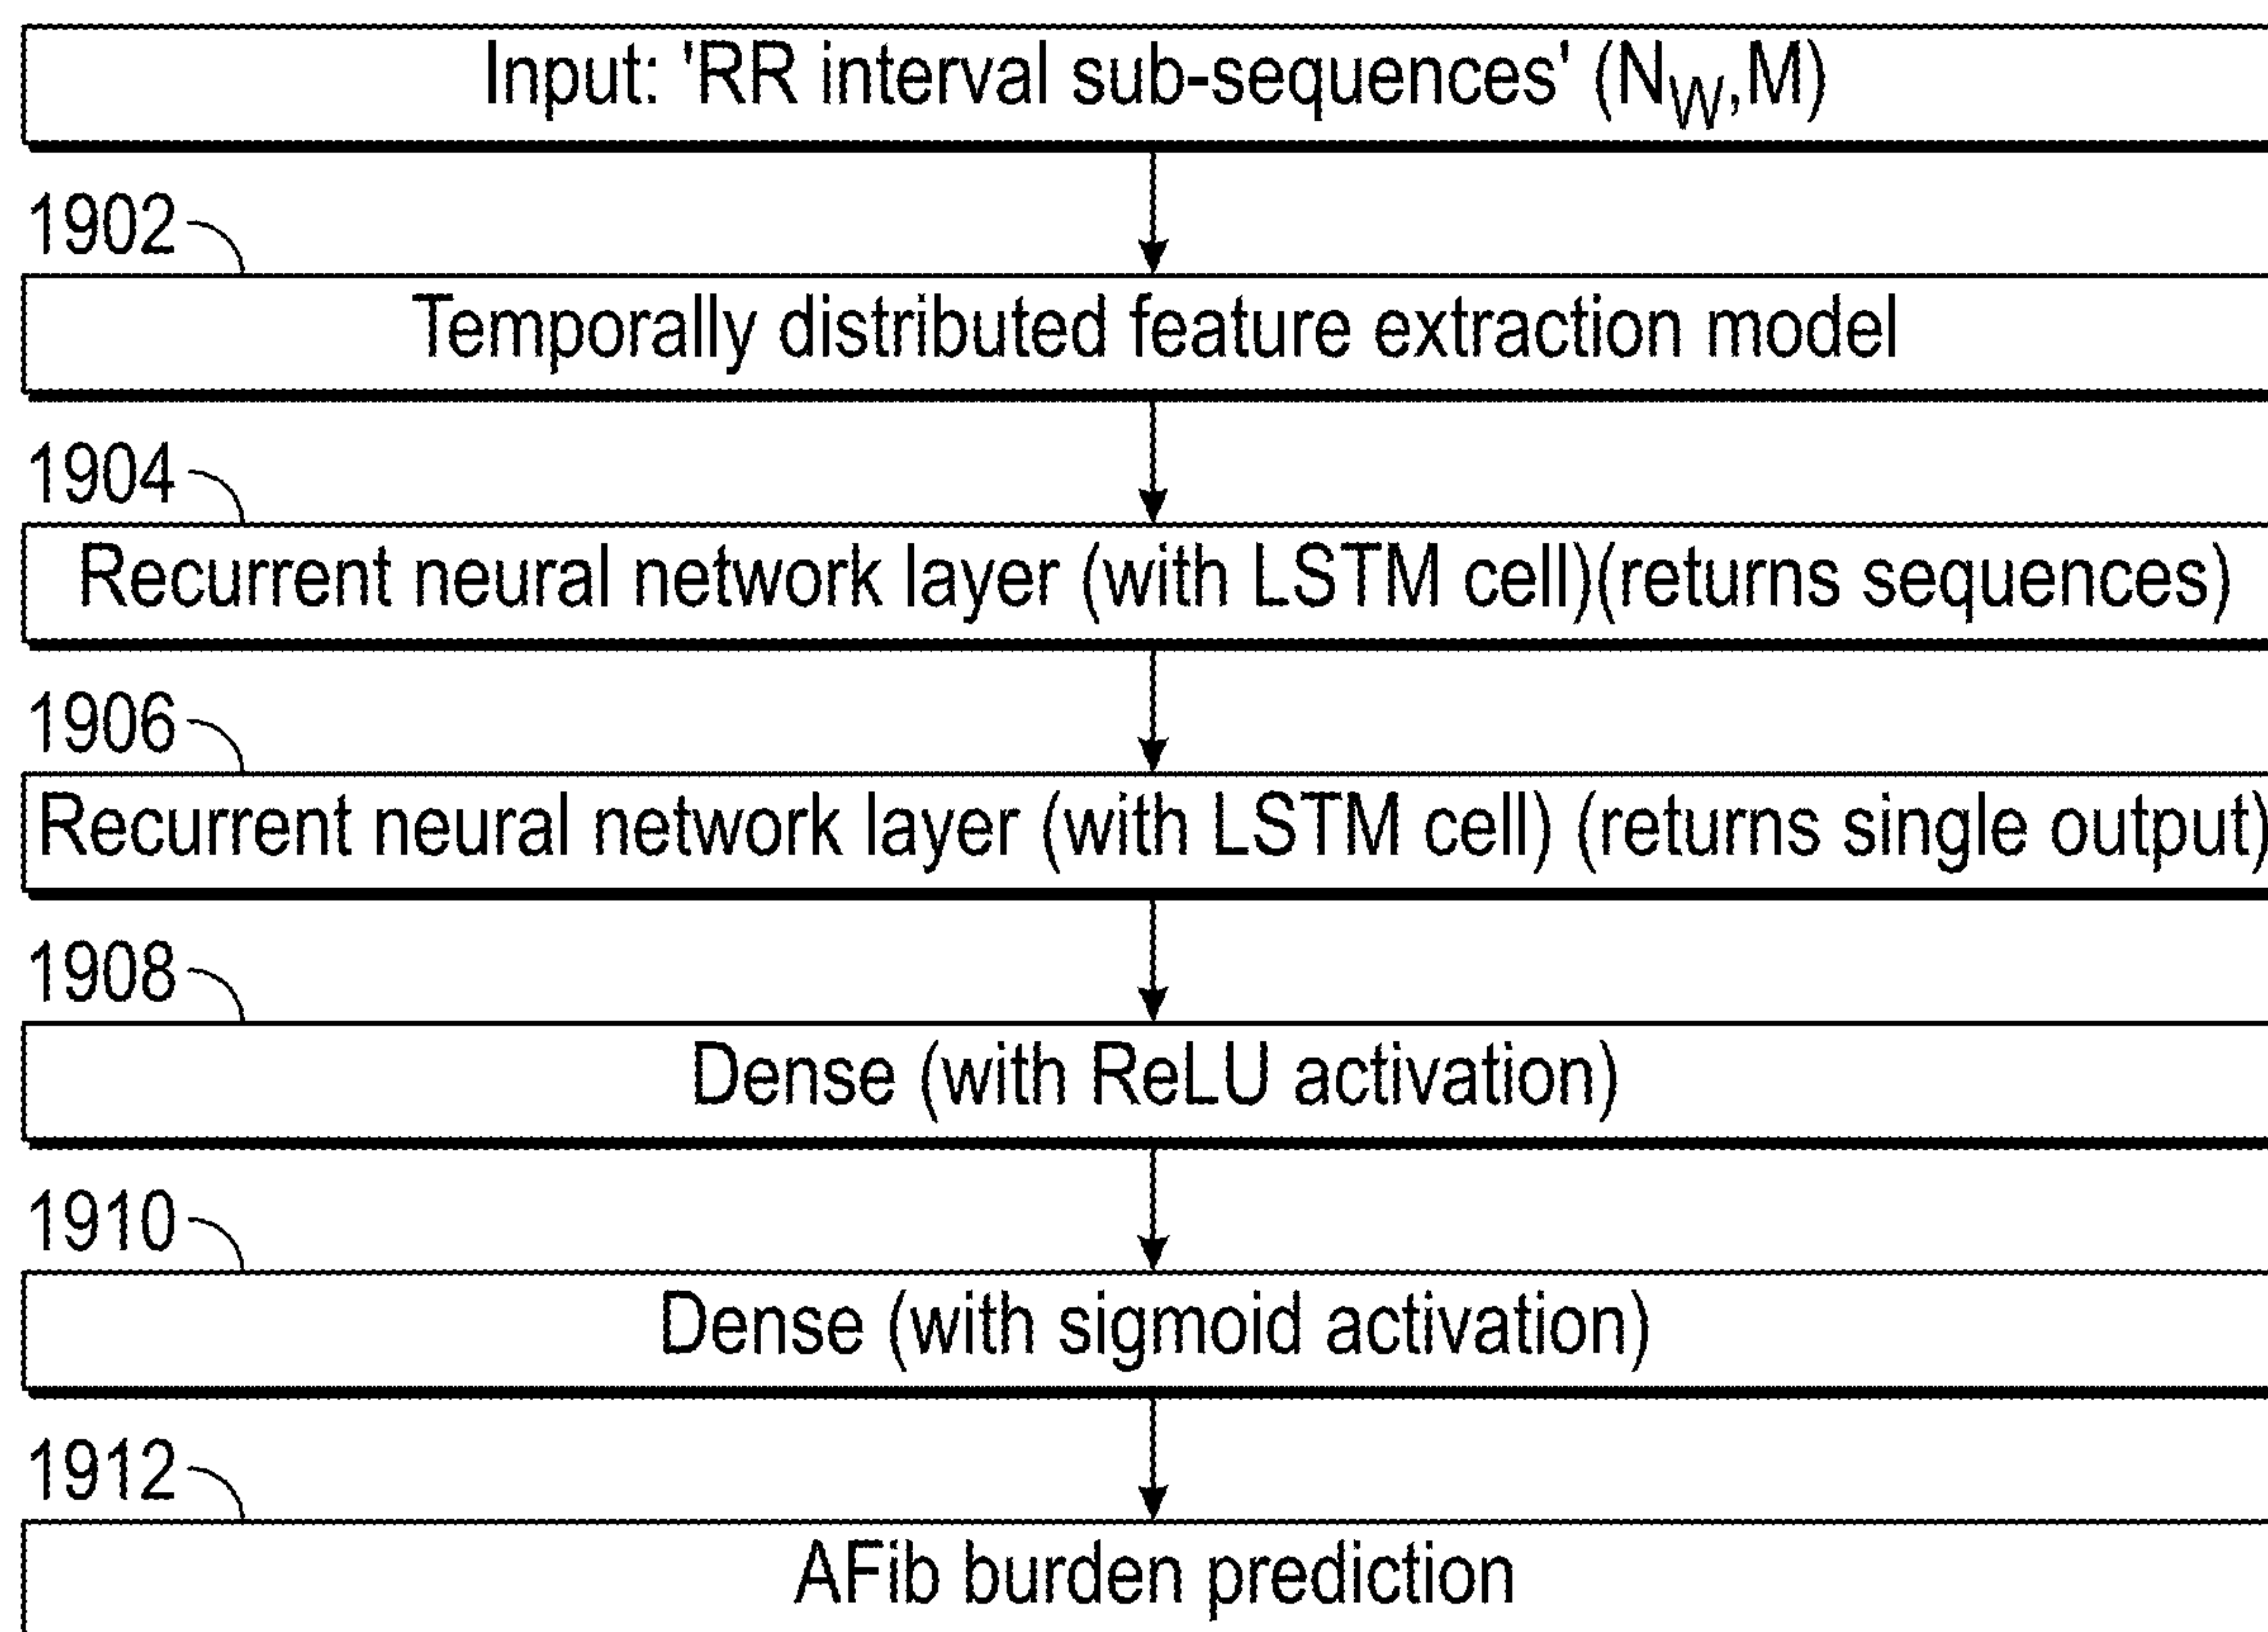 Input: 'RR interval sub-sequences' (NW,M)
1902
Temporally distributed feature extraction model
1904
Recurrent neural network layer (with LSTM cell)(returns sequences)
1906
Recurrent neural network layer (with LSTM cell) (returns single output)
1908
Dense (with ReLU activation)
1910
Dense (with sigmoid activation)
1912
AFib burden prediction